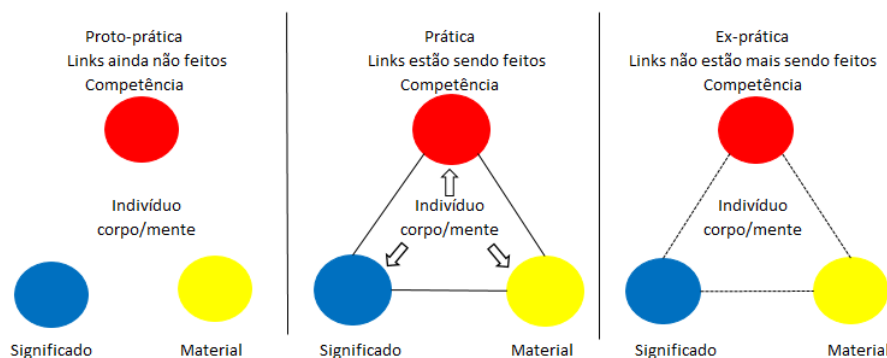 Proto-prática
Links ainda não feitos
Competência
Indivíduo
corpo/mente
Significado
Material
Prática
Links estão sendo feitos
Competência
Indivíduo
corpo/mente
Significado
Material
Ex-prática
Links não estão mais sendo feitos
Competência
Indivíduo
corpo/mente
Significado
Material